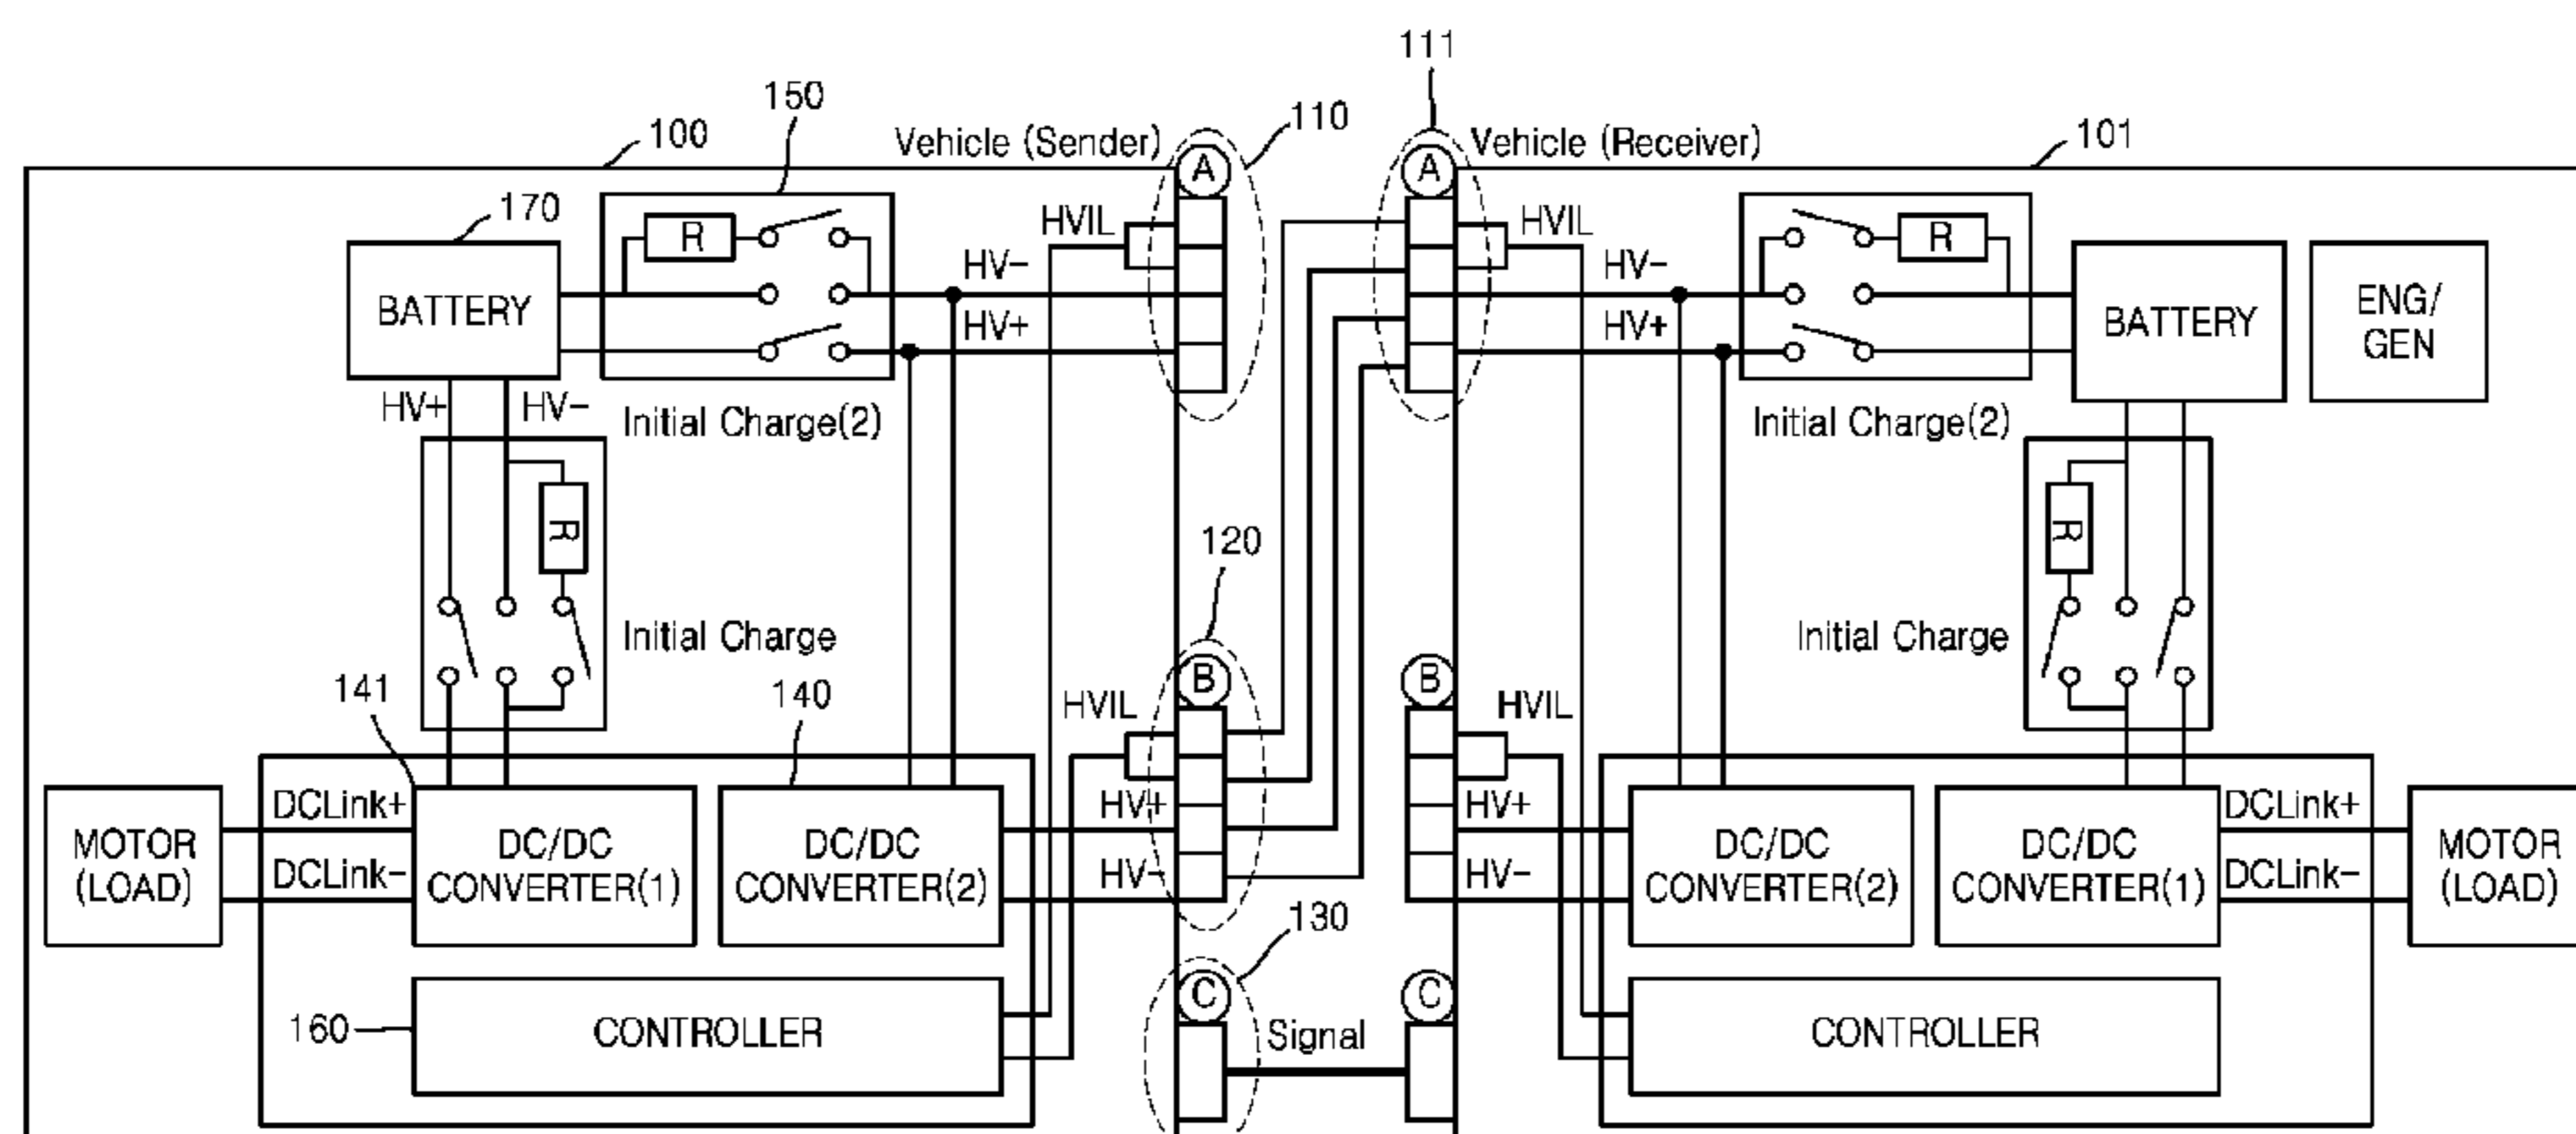 111
150
110
100
Vehicle (Sender)
A
A
Vehicle (Receiver)
101
170
R
HVIL
HVIL
R
HV-
HV-
BATTERY
HV+
HV+
BATTERY
ENG/
GEN
HV+
HV-
Initial Charge(2)
Initial Charge(2)
R
R
120
Initial Charge
Initial Charge
141
140
HVIL
B
B
HVIL
MOTOR
(LOAD)
DCLink+
DCLink-
DC/DC
CONVERTER(1)
DC/DC
CONVERTER(2)
HV+
HV-
HV+
HV-
DC/DC
CONVERTER(2)
DC/DC
CONVERTER(1)
DCLink+
DCLink-
MOTOR
(LOAD)
130
160
CONTROLLER
C
Signal
C
CONTROLLER